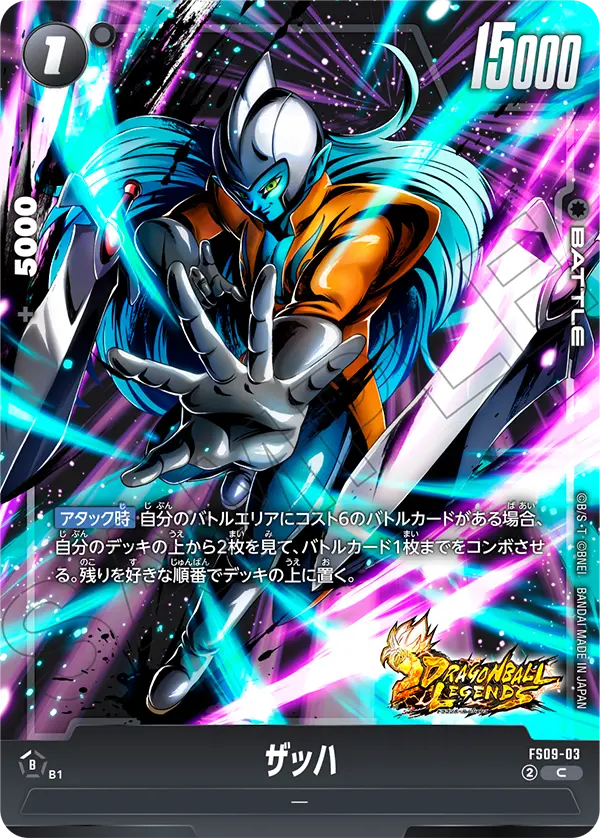 1
15000
+ 5000
BATTLE
SAMPLE
アタック時 自分のバトルエリアにコスト6のバトルカードがある場合、
自分のデッキの上から2枚を見て、バトルカード1枚までをコンボさせ
る。残りを好きな順番でデッキの上に置く。
©B/S・T ©BNEI BANDAI MADE IN JAPAN
DRAGONBALL
LEGENDS
ザッハ
FS09-03
B
B1
2 C
—